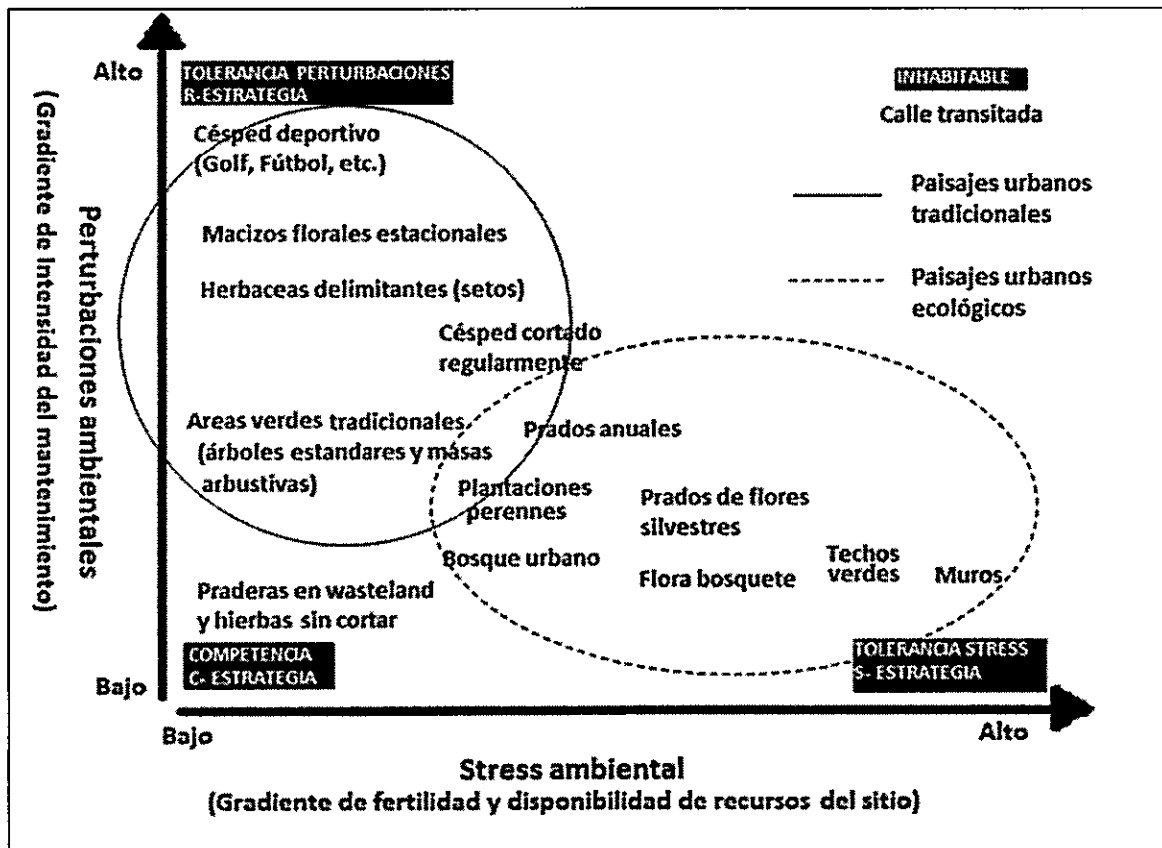 Alto
TOLERANCIA PERTURBACIONES
R-ESTRATEGIA
INHABITABLE
Calle transitada
Césped deportivo
(Golf, Fútbol, etc.)
Paisajes urbanos
tradicionales
Macizos florales estacionales
Herbaceas delimitantes (setos)
Paisajes urbanos
ecológicos
Césped cortado
regularmente
Areas verdes tradicionales
(árboles estandares y masas
arbustivas)
Prados anuales
Plantaciones
perennes
Prados de flores
silvestres
Bosque urbano
Flora bosquete
Techos
verdes
Muros
Praderas en wasteland
y hierbas sin cortar
COMPETENCIA
C- ESTRATEGIA
TOLERANCIA STRESS
S- ESTRATEGIA
Bajo
Perturbaciones ambientales
(Gradiente de Intensidad del mantenimiento)
Bajo
Alto
Stress ambiental
(Gradiente de fertilidad y disponibilidad de recursos del sitio)